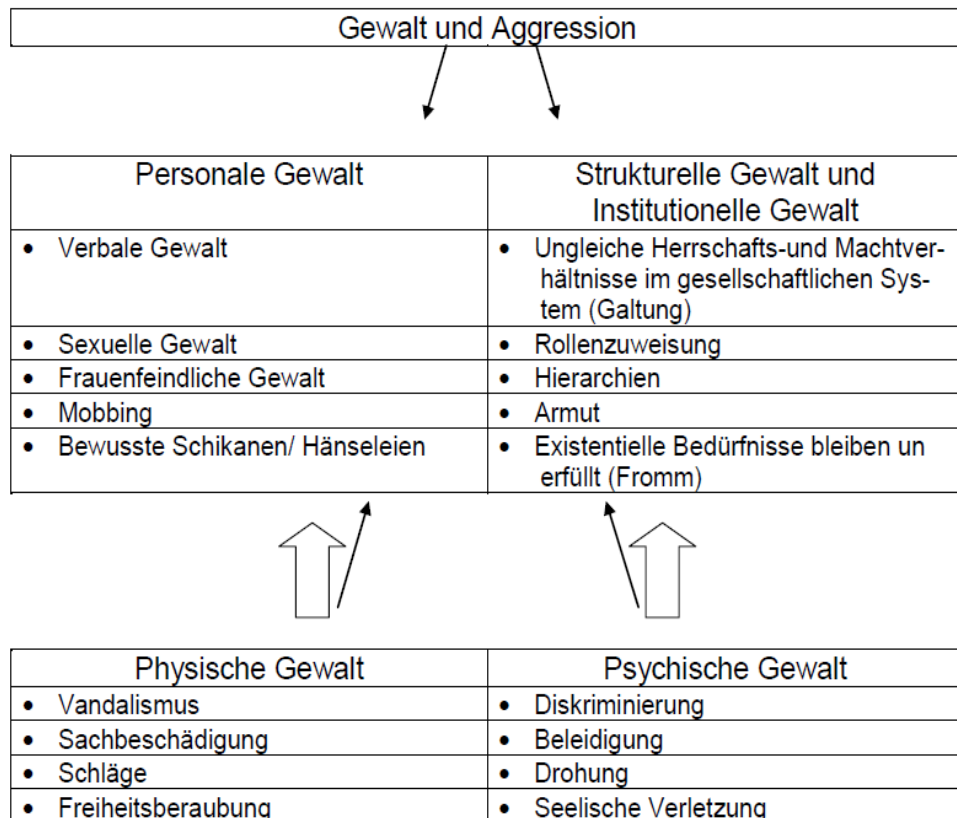 Gewalt und Aggression
Personale Gewalt
Strukturelle Gewalt und
Institutionelle Gewalt
• Verbale Gewalt
• Ungleiche Herrschafts-und Machtver-
hältnisse im gesellschaftlichen Sys-
tem (Galtung)
• Sexuelle Gewalt
• Rollenzuweisung
• Frauenfeindliche Gewalt
• Hierarchien
• Mobbing
• Armut
• Bewusste Schikanen/ Hänseleien
• Existentielle Bedürfnisse bleiben un
erfüllt (Fromm)
Physische Gewalt
Psychische Gewalt
• Vandalismus
• Diskriminierung
• Sachbeschädigung
• Beleidigung
• Schläge
• Drohung
• Freiheitsberaubung
• Seelische Verletzung